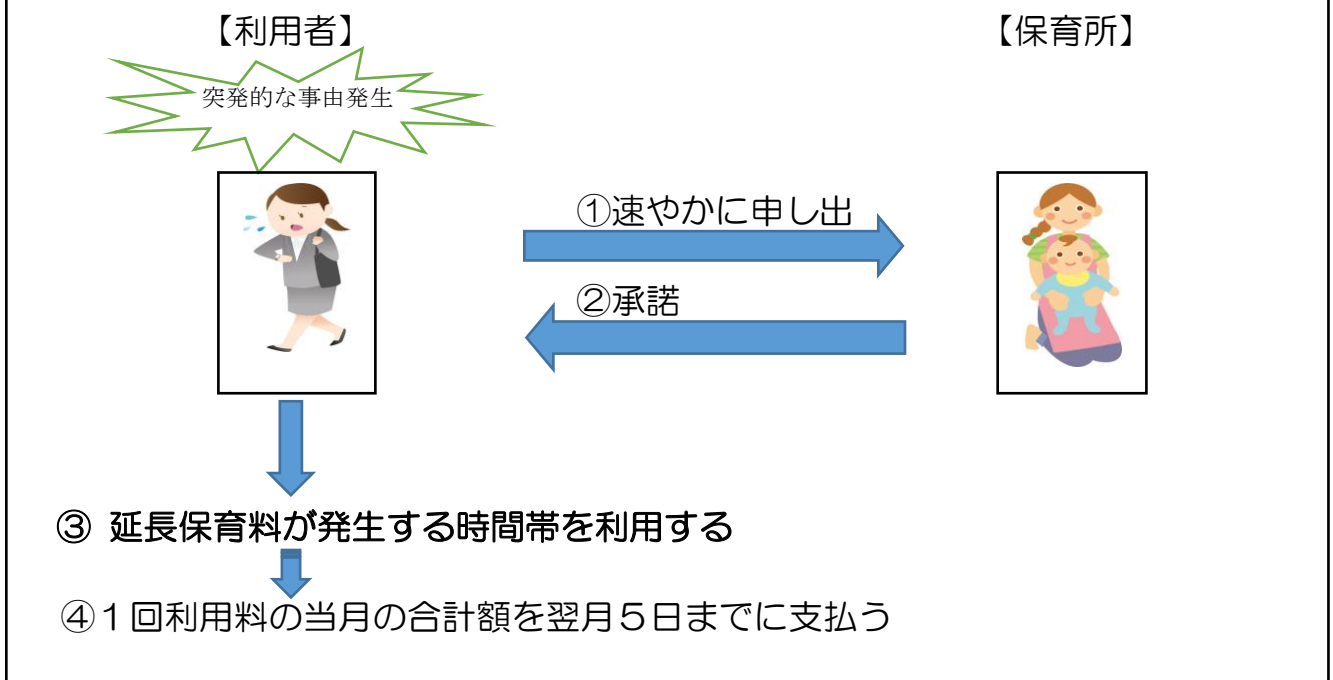 【利用者】
【保育所】
突発的な事由発生
①速やかに申し出
②承諾
③ 延長保育料が発生する時間帯を利用する
④１回利用料の当月の合計額を翌月５日までに支払う